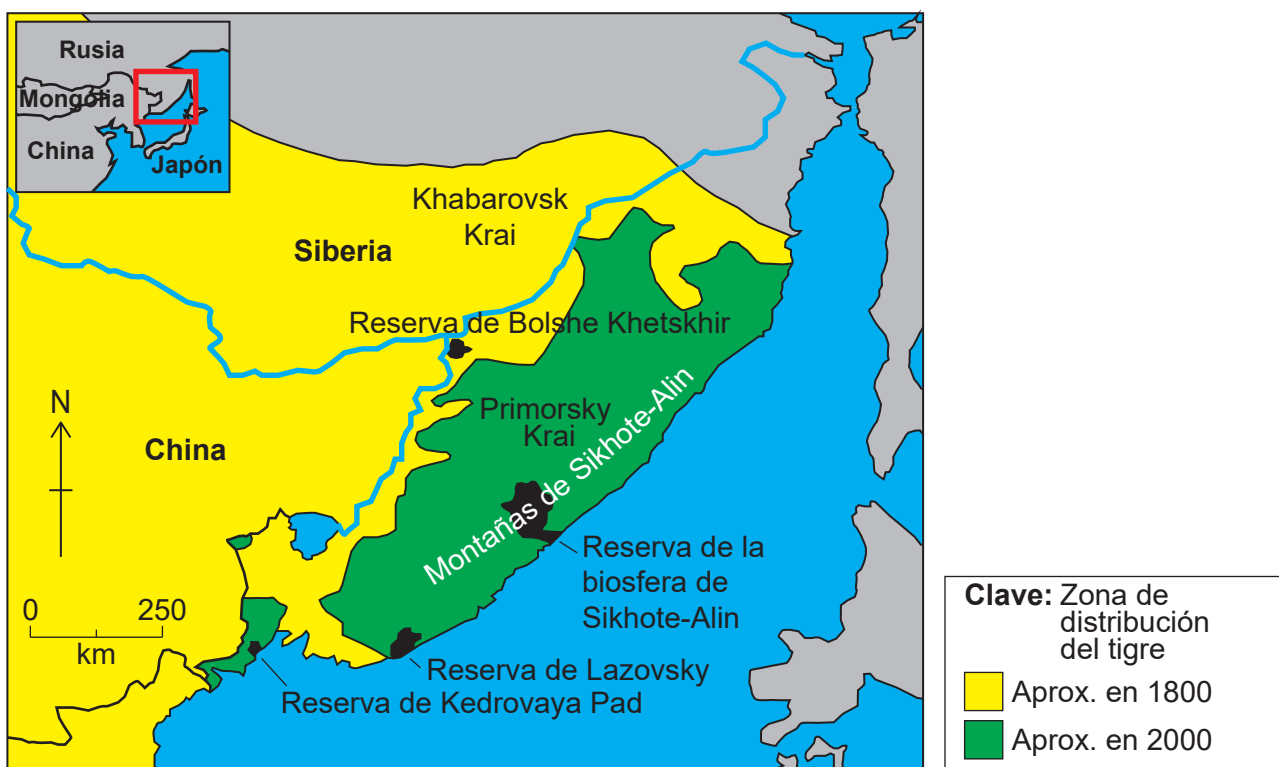 Rusia
Mongolia
China
Japón
Khabarovsk
Krai
Siberia
Reserva de Bolshe Khetskhir
N
Primorsky
Krai
China
Montañas de Sikhote-Alin
Reserva de la
biosfera de
Sikhote-Alin
0 250
km
Reserva de Lazovsky
Reserva de Kedrovaya Pad
Clave: Zona de
distribución
del tigre
Aprox. en 1800
Aprox. en 2000